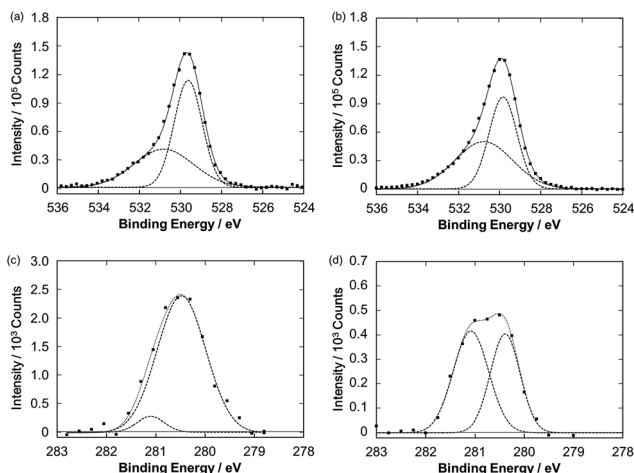 (a)
1.8
1.5
1.2
0.9
0.6
0.3
0
Intensity / 10⁵ Counts
536 534 532 530 528 526 524
Binding Energy / eV
(b)
1.8
1.5
1.2
0.9
0.6
0.3
0
Intensity / 10⁵ Counts
536 534 532 530 528 526 524
Binding Energy / eV
(c)
3.0
2.5
2.0
1.5
1.0
0.5
0
Intensity / 10³ Counts
283 282 281 280 279 278
Binding Energy / eV
(d)
0.7
0.6
0.5
0.4
0.3
0.2
0.1
0
Intensity / 10³ Counts
283 282 281 280 279 278
Binding Energy / eV